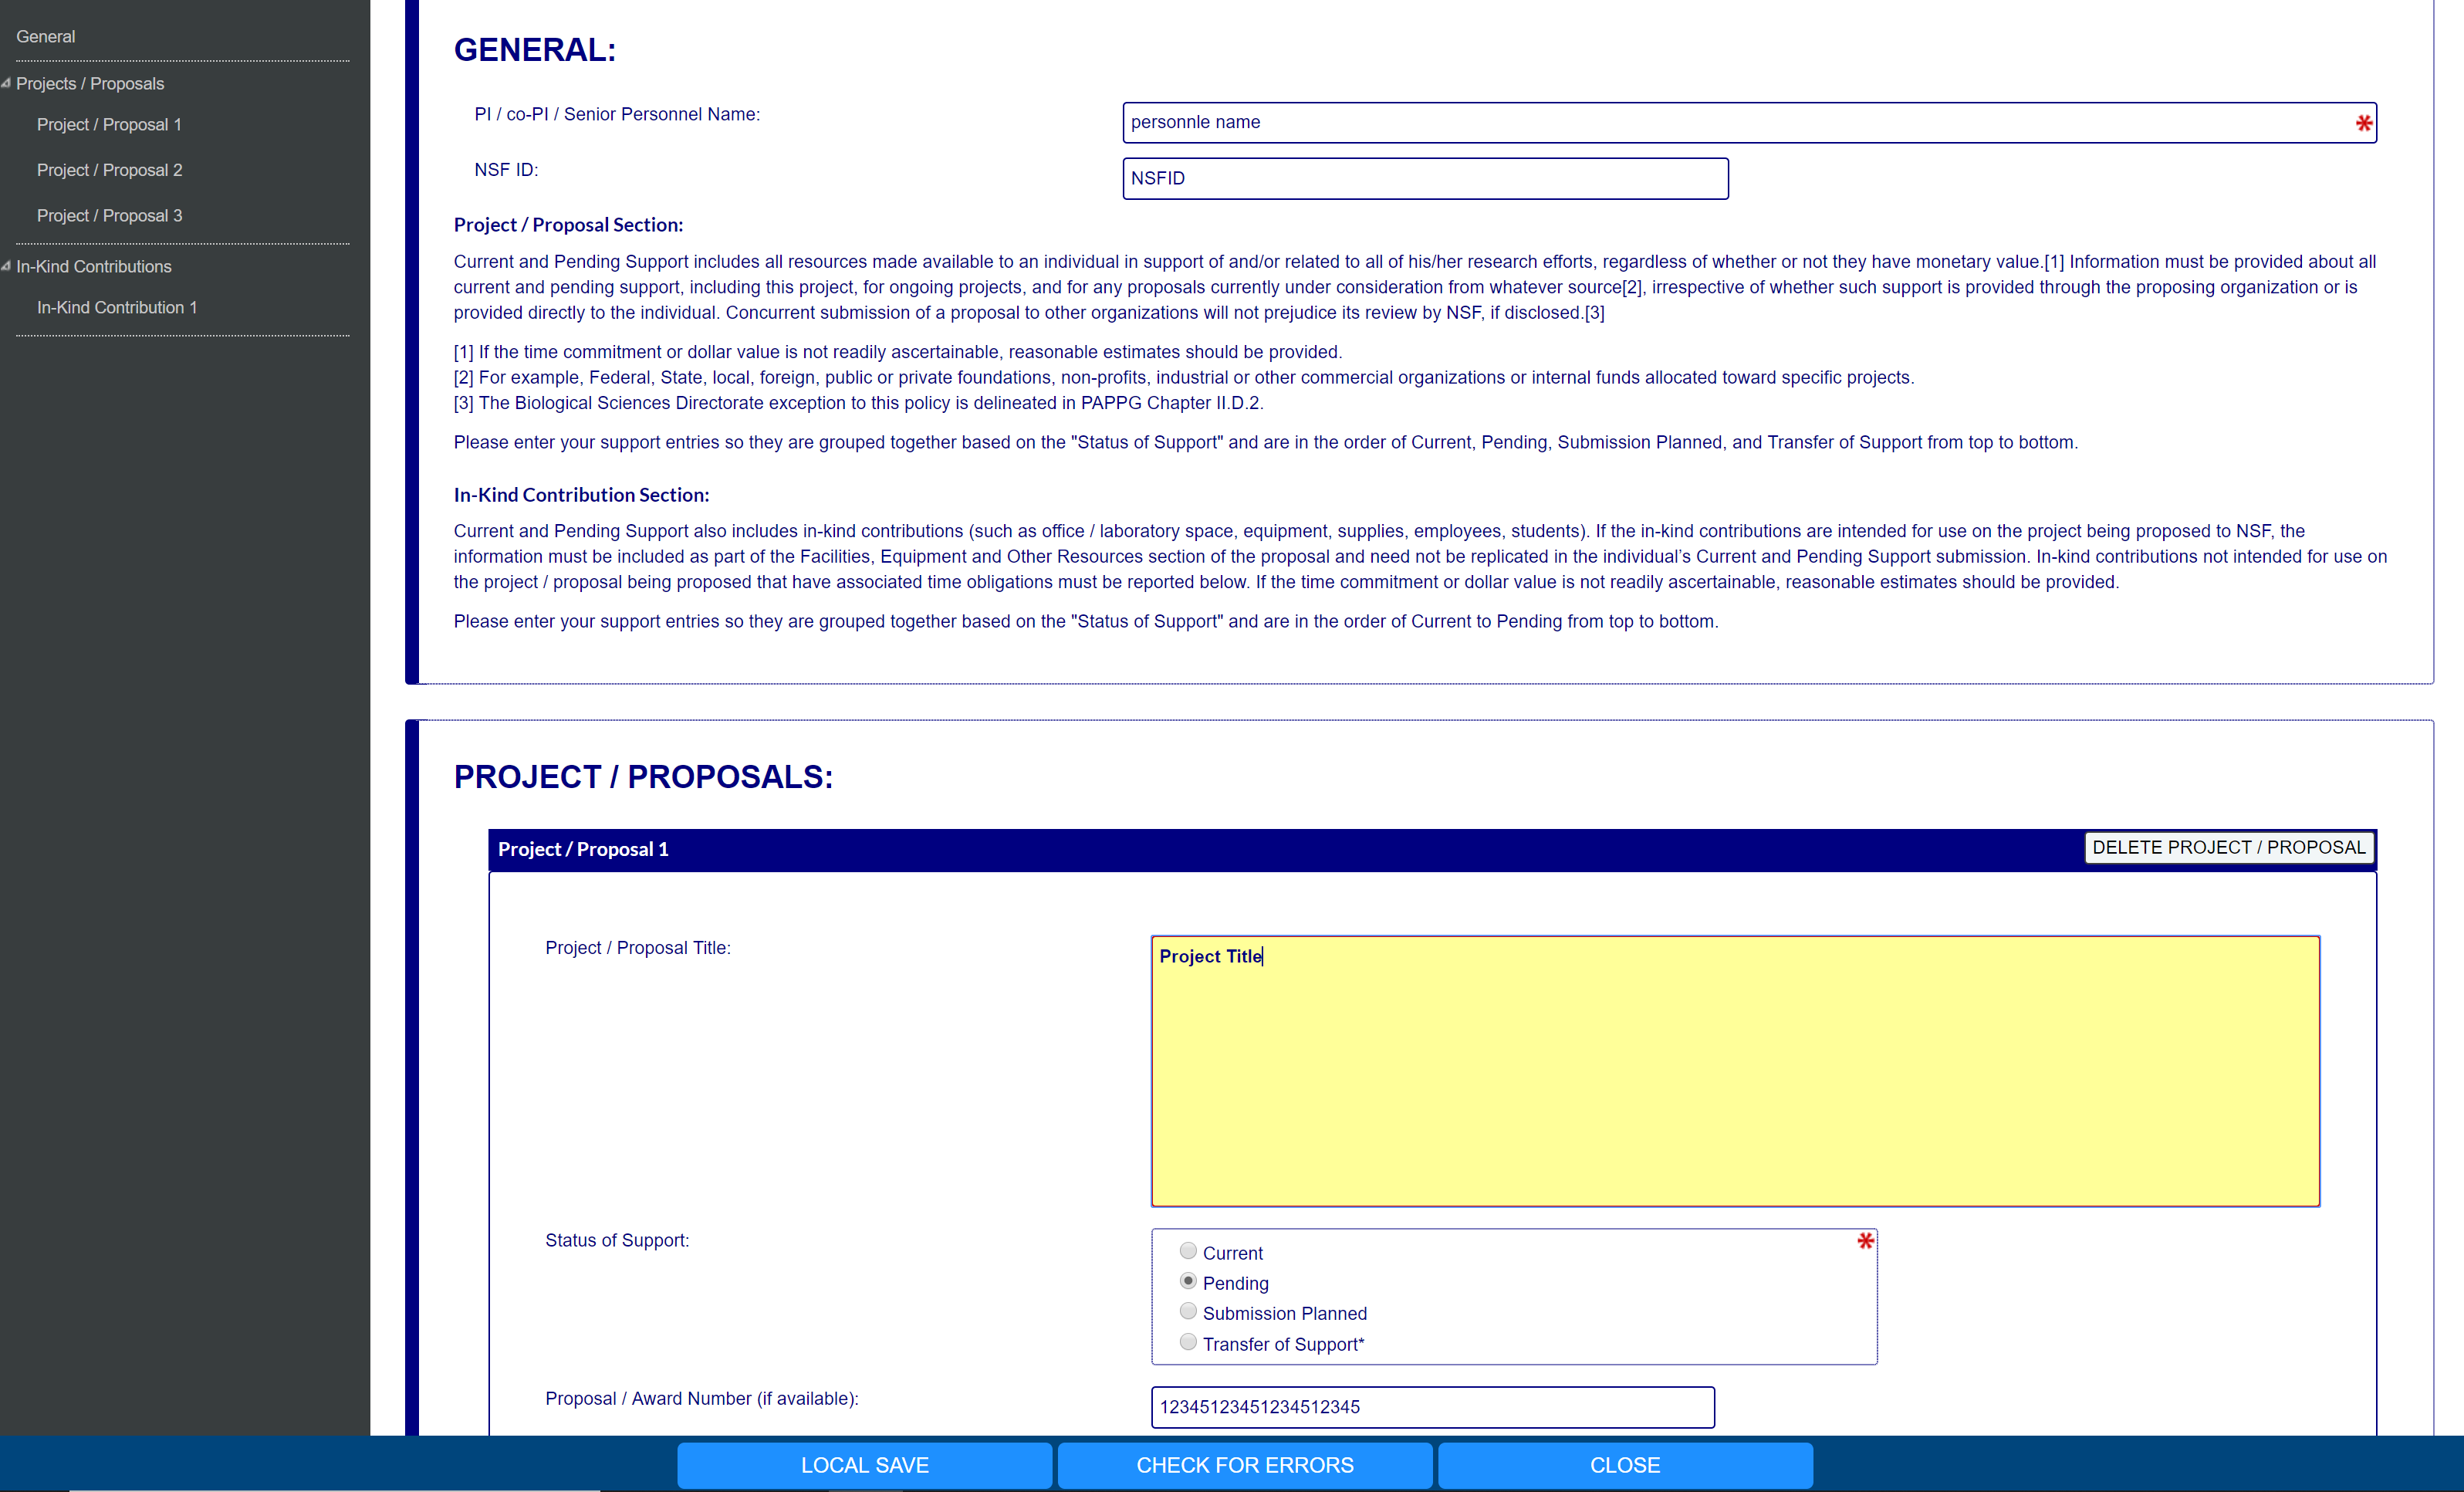 General
Projects / Proposals
Project / Proposal 1
Project / Proposal 2
Project / Proposal 3
In-Kind Contributions
In-Kind Contribution 1
GENERAL:
PI / co-PI / Senior Personnel Name:
personnle name
*
NSF ID:
NSFID
Project / Proposal Section:
Current and Pending Support includes all resources made available to an individual in support of and/or related to all of his/her research efforts, regardless of whether or not they have monetary value.[1] Information must be provided about all
current and pending support, including this project, for ongoing projects, and for any proposals currently under consideration from whatever source[2], irrespective of whether such support is provided through the proposing organization or is
provided directly to the individual. Concurrent submission of a proposal to other organizations will not prejudice its review by NSF, if disclosed.[3]
[1] If the time commitment or dollar value is not readily ascertainable, reasonable estimates should be provided.
[2] For example, Federal, State, local, foreign, public or private foundations, non-profits, industrial or other commercial organizations or internal funds allocated toward specific projects.
[3] The Biological Sciences Directorate exception to this policy is delineated in PAPPG Chapter II.D.2.
Please enter your support entries so they are grouped together based on the "Status of Support" and are in the order of Current, Pending, Submission Planned, and Transfer of Support from top to bottom.
In-Kind Contribution Section:
Current and Pending Support also includes in-kind contributions (such as office / laboratory space, equipment, supplies, employees, students). If the in-kind contributions are intended for use on the project being proposed to NSF, the
information must be included as part of the Facilities, Equipment and Other Resources section of the proposal and need not be replicated in the individual's Current and Pending Support submission. In-kind contributions not intended for use on
the project / proposal being proposed that have associated time obligations must be reported below. If the time commitment or dollar value is not readily ascertainable, reasonable estimates should be provided.
Please enter your support entries so they are grouped together based on the "Status of Support" and are in the order of Current to Pending from top to bottom.
PROJECT / PROPOSALS:
Project / Proposal 1
DELETE PROJECT / PROPOSAL
Project / Proposal Title:
Project Title
Status of Support:
*
Current
Pending
Submission Planned
Transfer of Support*
Proposal / Award Number (if available):
12345123451234512345
LOCAL SAVE
CHECK FOR ERRORS
CLOSE